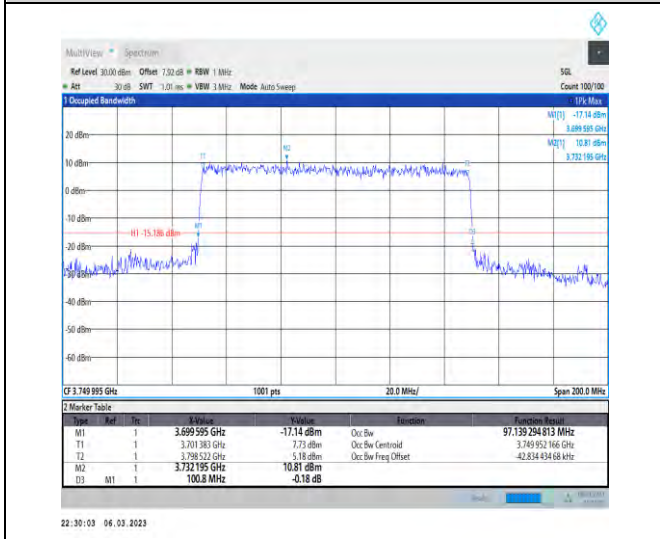 MultiView Spectrum
Ref Level 30.00 dBm Offset 7.92 dB RBW 1 MHz SGL
Att 30 dB SWT 1.01 ms VBW 3 MHz Mode Auto Sweep Count 100/100
1 Occupied Bandwidth 1Pk Max
M1[1] -17.14 dBm
3.699 595 GHz
M2[1] 10.81 dBm
3.732 195 GHz
20 dBm
M2
10 dBm
T1
0 dBm
-10 dBm
M1
H1 -15.186 dBm
-20 dBm
-40 dBm
-50 dBm
-60 dBm
CF 3.749 995 GHz 1001 pts 20.0 MHz/ Span 200.0 MHz
2 Marker Table
Type Ref Trc X-Value Y-Value Function Function Result
M1 1 3.699 595 GHz -17.14 dBm Occ Bw 97.139 294 813 MHz
T1 1 3.701 383 GHz 7.73 dBm Occ Bw Centroid 3.749 952 166 GHz
T2 1 3.798 522 GHz 5.18 dBm Occ Bw Freq Offset -42.834 434 68 kHz
M2 1 3.732 195 GHz 10.81 dBm
D3 M1 1 100.8 MHz -0.18 dB
22:30:03 06.03.2023